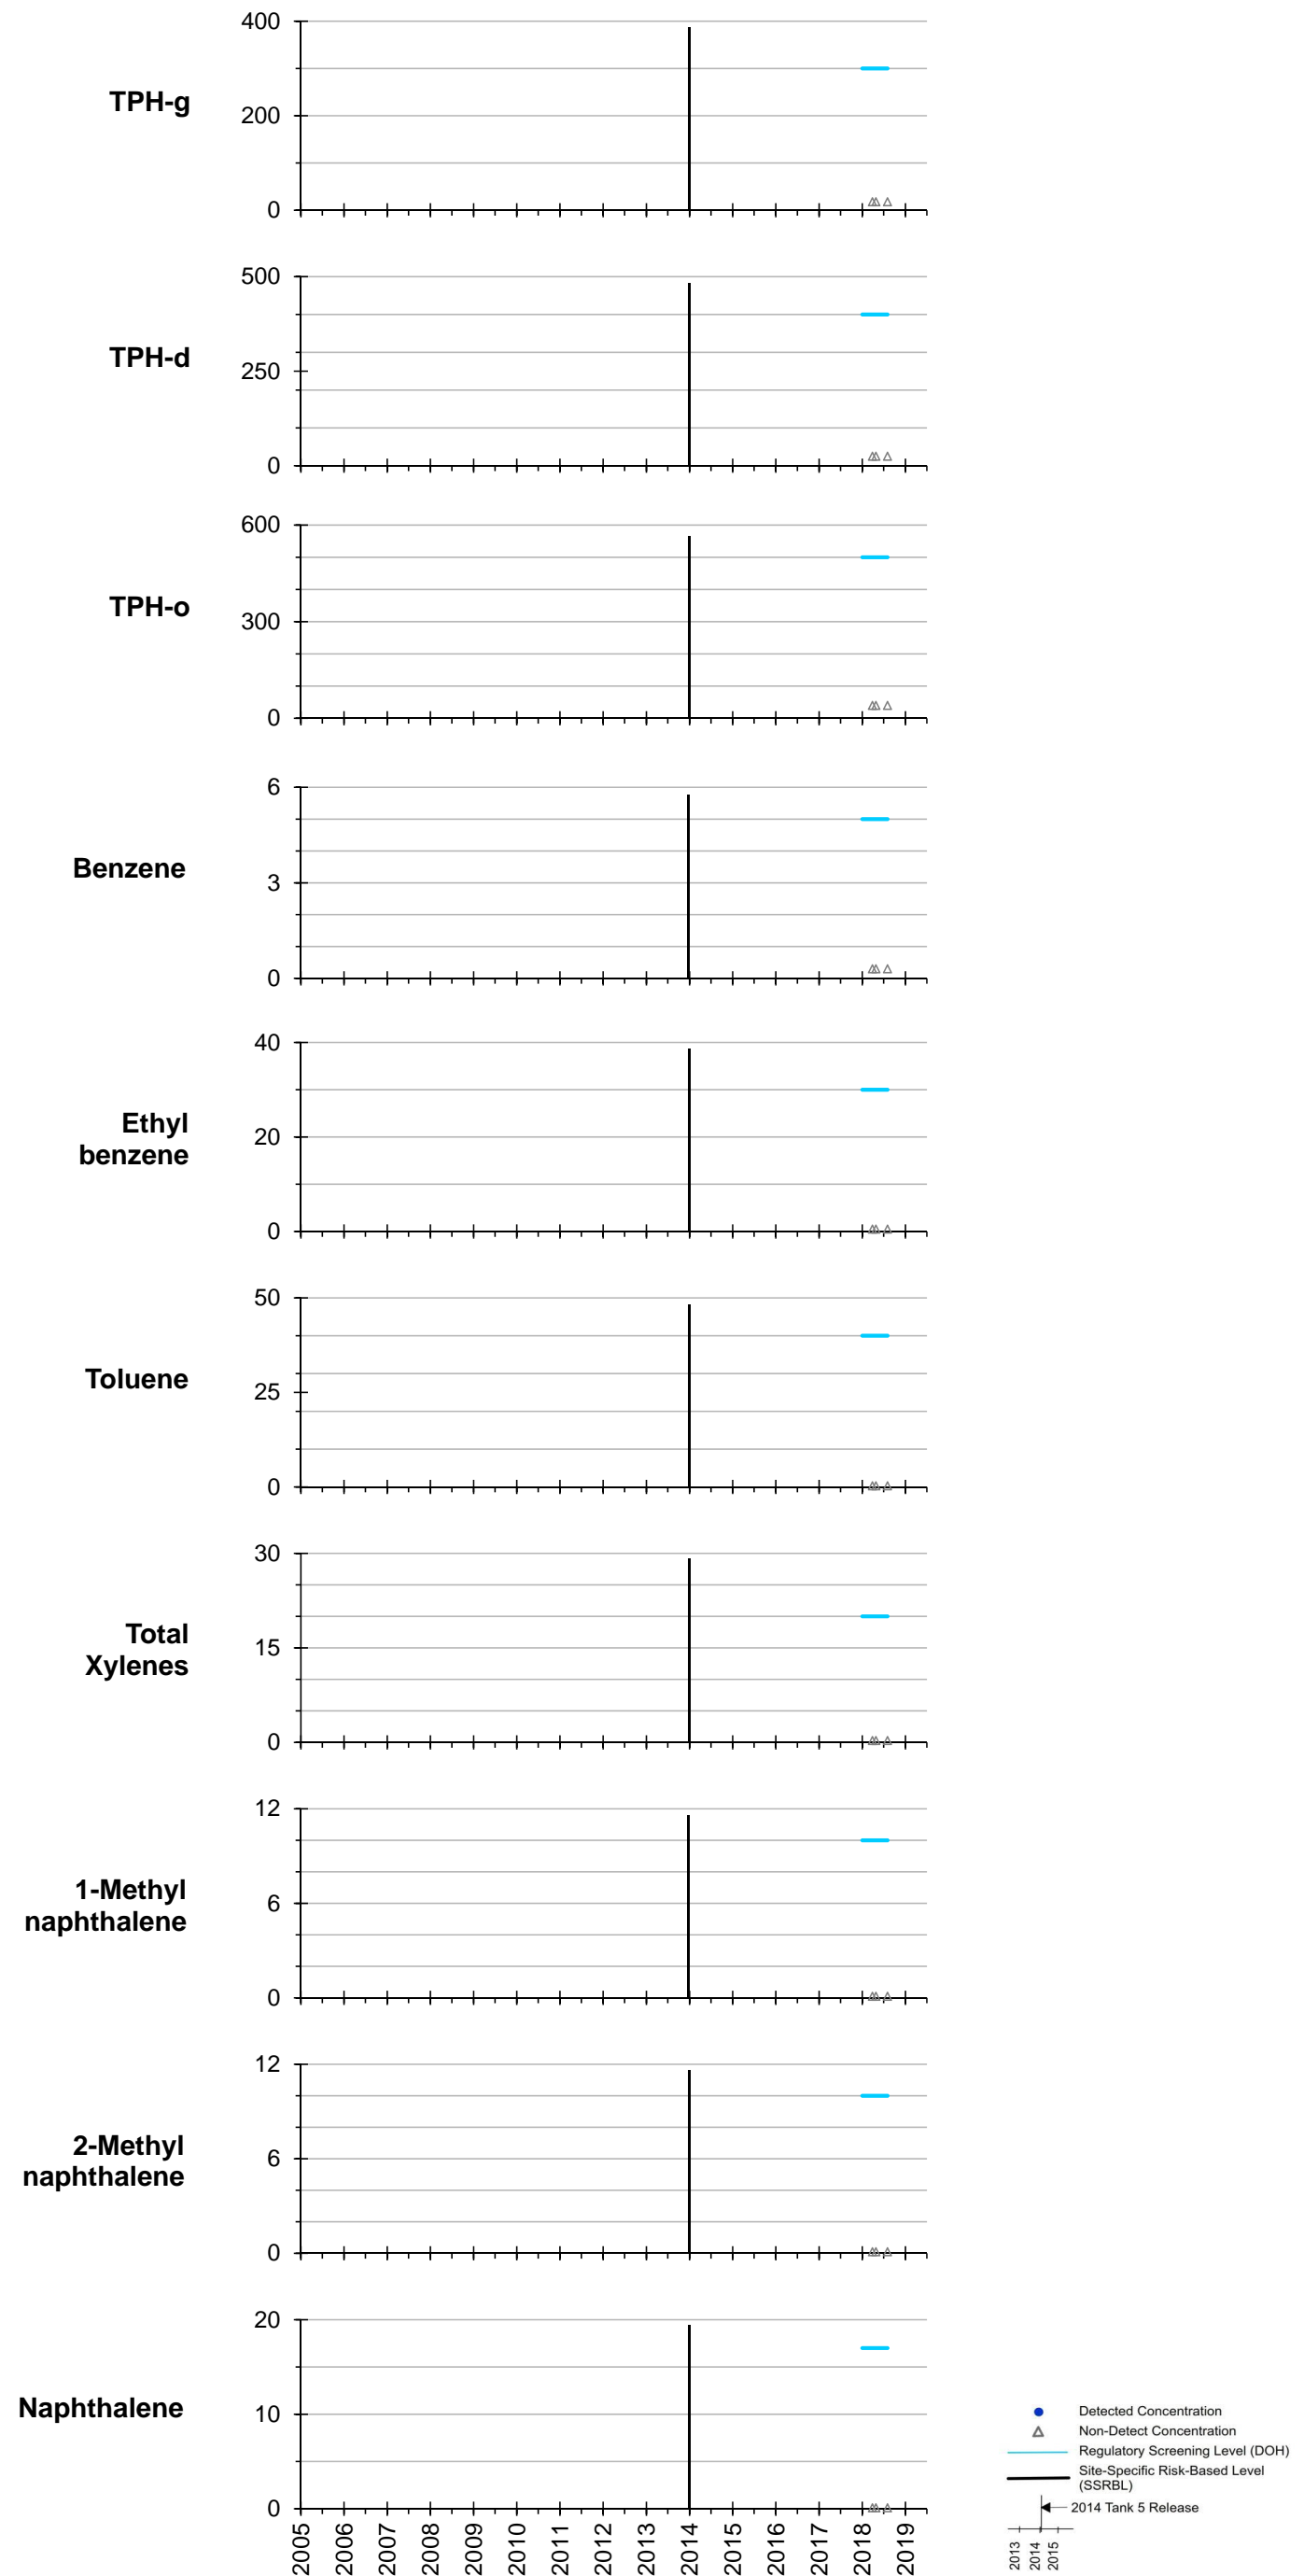 400
TPH-g
200
0
500
TPH-d
250
0
600
TPH-o
300
0
6
Benzene
3
0
40
Ethyl
benzene
20
0
50
Toluene
25
0
30
Total
Xylenes
15
0
12
1-Methyl
naphthalene
6
0
12
2-Methyl
naphthalene
6
0
20
Naphthalene
10
0
2005 2006 2007 2008 2009 2010 2011 2012 2013 2014 2015 2016 2017 2018 2019
Detected Concentration
Non-Detect Concentration
Regulatory Screening Level (DOH)
Site-Specific Risk-Based Level
(SSRBL)
2014 Tank 5 Release
2013 2014 2015